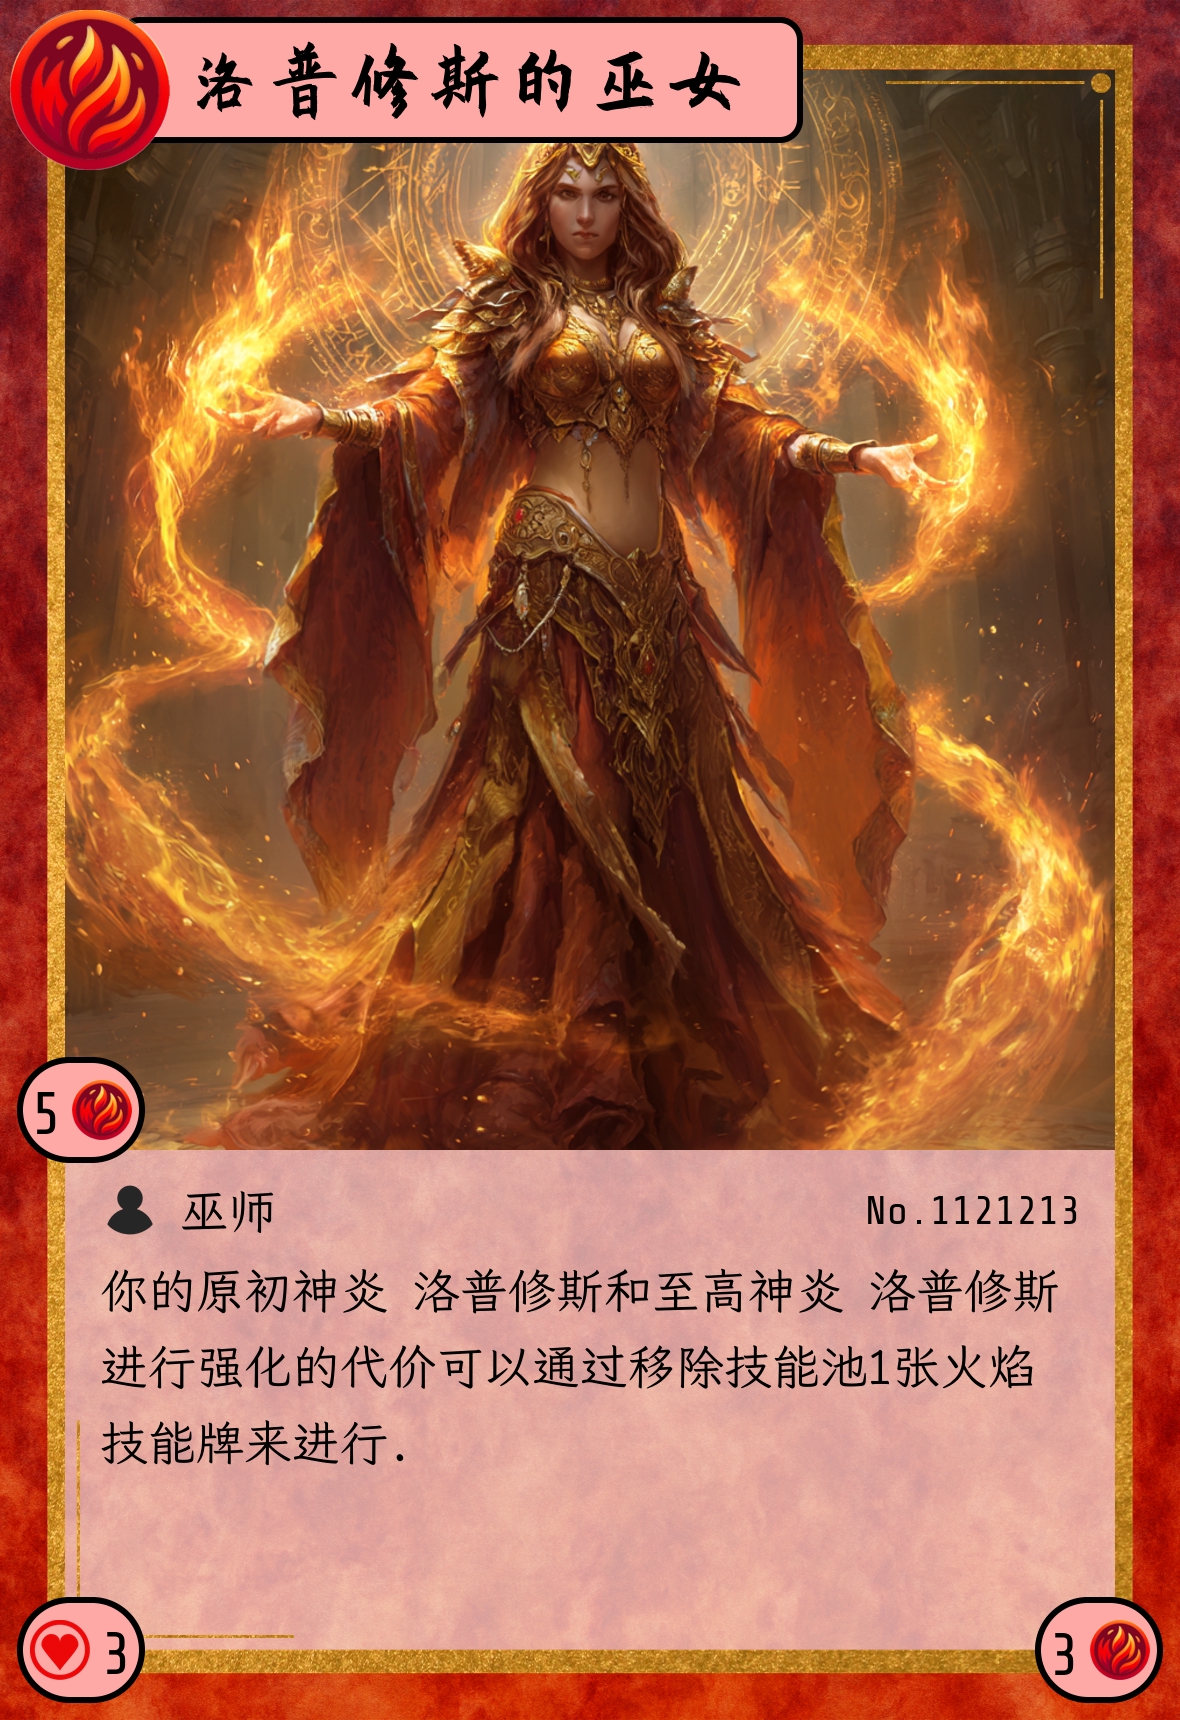 洛普修斯的巫女
5
巫师
No.1121213
你的原初神炎 洛普修斯和至高神炎 洛普修斯
进行强化的代价可以通过移除技能池1张火焰
技能牌来进行.
3
3